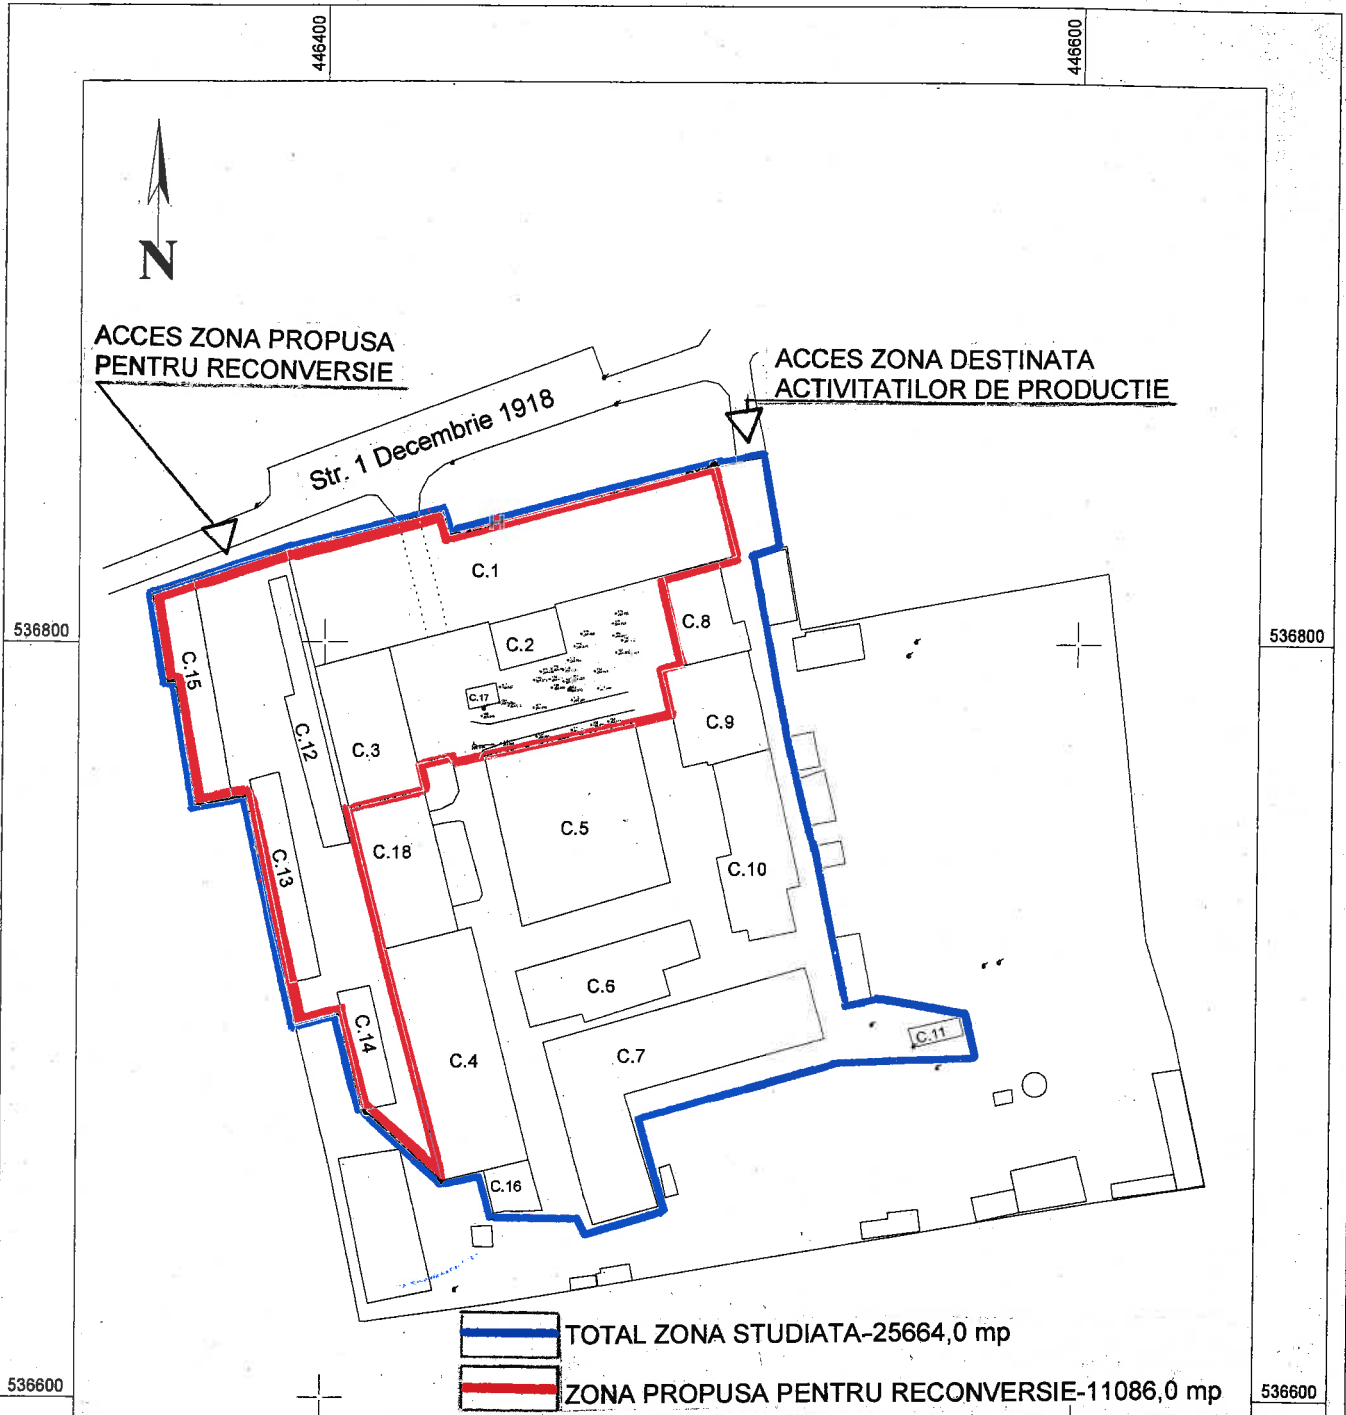 446400
446600
N
ACCES ZONA PROPUSA
PENTRU RECONVERSIE
ACCES ZONA DESTINATA
ACTIVITATILOR DE PRODUCTIE
Str. 1 Decembrie 1918
C.1
536800
536800
C.8
C.2
C.15
C.17
C.9
C.12
C.3
C.5
C.18
C.13
C.10
C.6
C.14
C.11
C.7
C.4
C.16
TOTAL ZONA STUDIATA-25664,0 mp
536600
ZONA PROPUSA PENTRU RECONVERSIE-11086,0 mp
536600